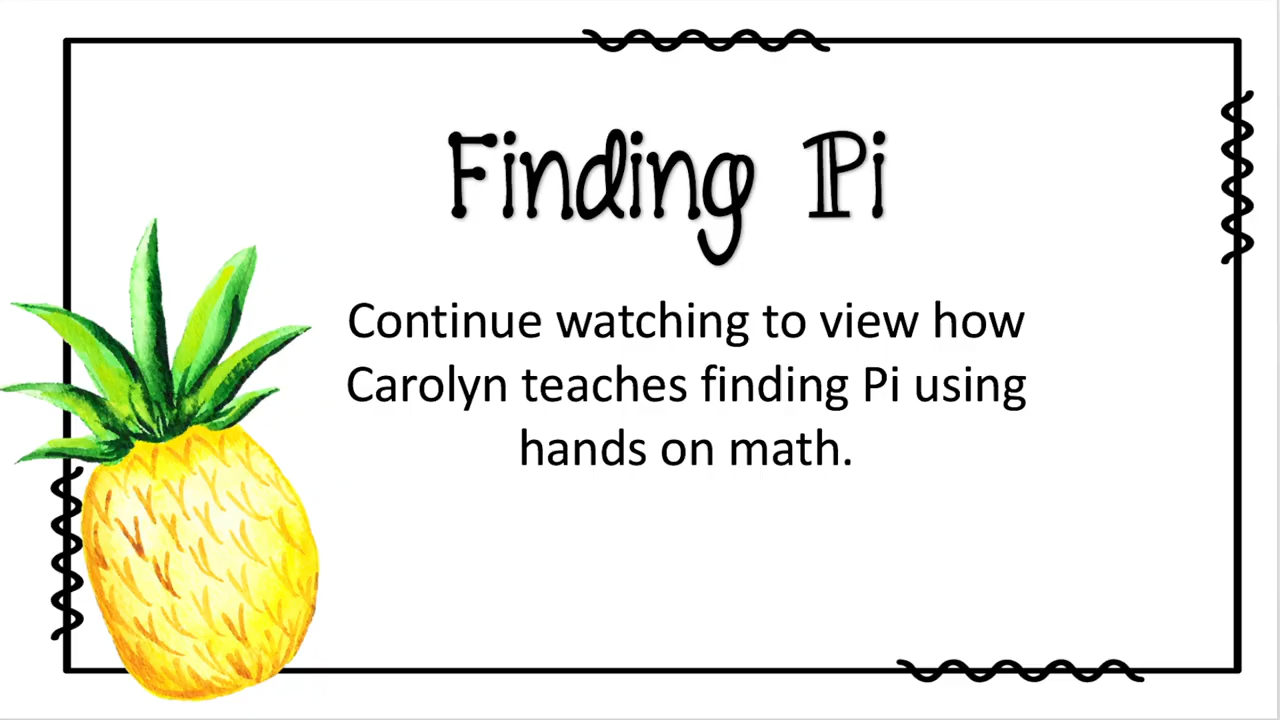 Finding Pi
Continue watching to view how
Carolyn teaches finding Pi using
hands on math.